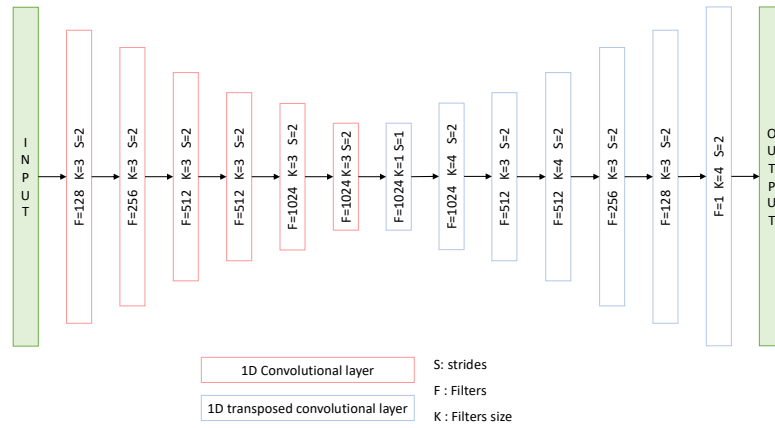 INPUT
F=128 K=3 S=2
F=256 K=3 S=2
F=512 K=3 S=2
F=512 K=3 S=2
F=1024 K=3 S=2
F=1024 K=3 S=2
F=1024 K=1 S=1
F=1024 K=4 S=2
F=512 K=3 S=2
F=512 K=4 S=2
F=256 K=3 S=2
F=128 K=3 S=2
F=1 K=4 S=2
OUTPUT
1D Convolutional layer
1D transposed convolutional layer
S: strides
F : Filters
K : Filters size